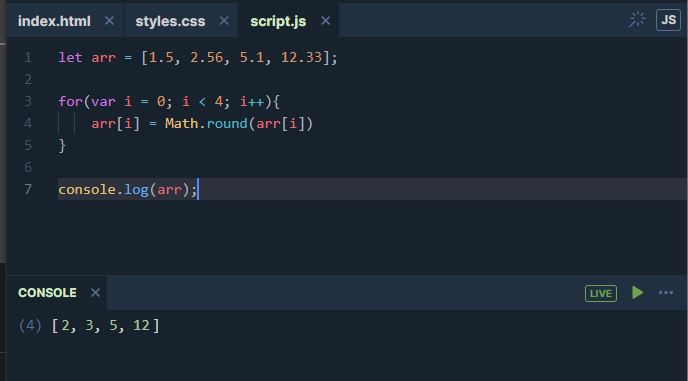 index.html × styles.css × script.js × JS
1 let arr = [1.5, 2.56, 5.1, 12.33];
2
3 for(var i = 0; i < 4; i++){
4     arr[i] = Math.round(arr[i])
5 }
6
7 console.log(arr);
CONSOLE × LIVE ...
(4) [2, 3, 5, 12]